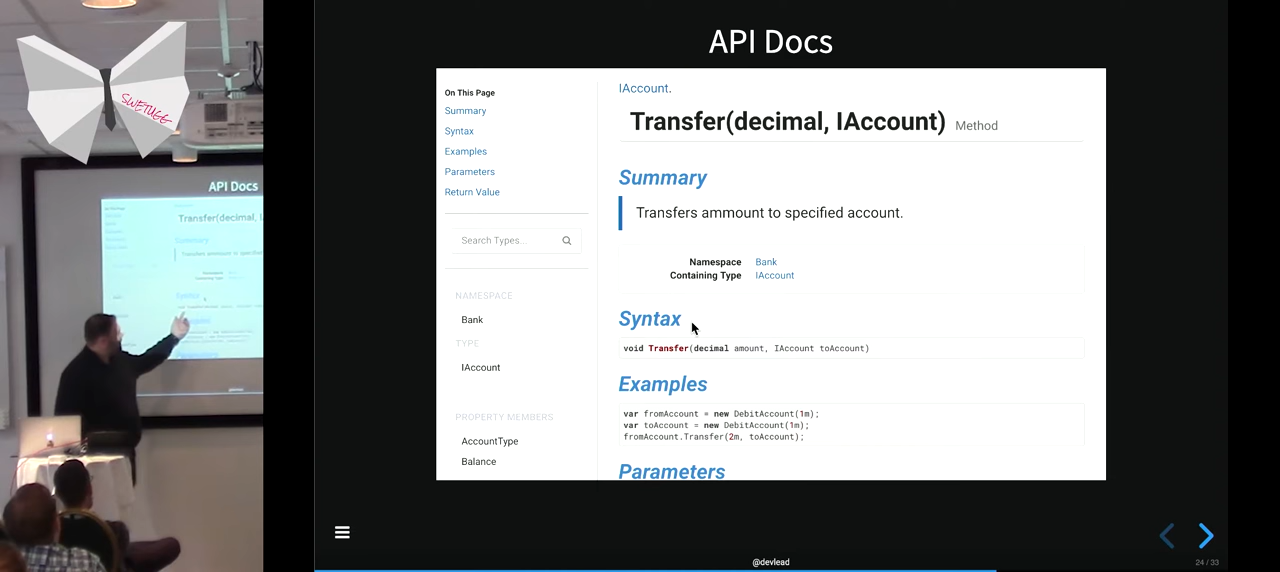 SWETUGG
API Docs
API Docs
On This Page
Summary
Syntax
Examples
Parameters
Return Value
Search Types...
NAMESPACE
Bank
TYPE
IAccount
PROPERTY MEMBERS
AccountType
Balance
IAccount.
Transfer(decimal, IAccount) Method
Summary
Transfers ammount to specified account.
Namespace Bank
Containing Type IAccount
Syntax
void Transfer(decimal amount, IAccount toAccount)
Examples
var fromAccount = new DebitAccount(1m);
var toAccount = new DebitAccount(1m);
fromAccount.Transfer(2m, toAccount);
Parameters
@devlead
24 / 33